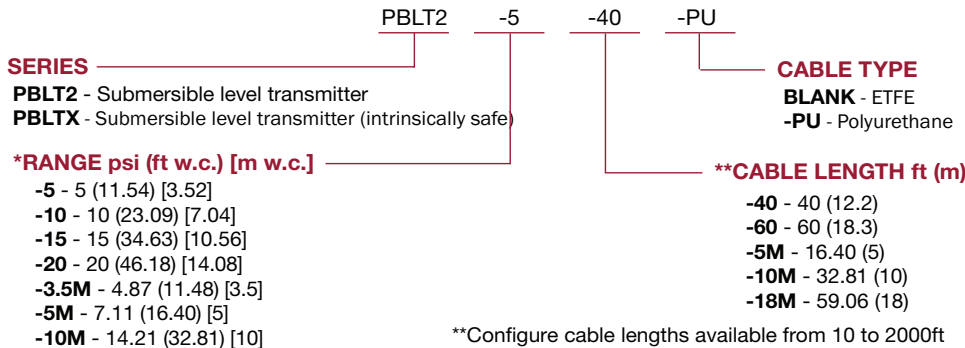 PBLT2 -5 -40 -PU
SERIES
PBLT2 - Submersible level transmitter
PBLTX - Submersible level transmitter (intrinsically safe)
CABLE TYPE
BLANK - ETFE
-PU - Polyurethane
*RANGE psi (ft w.c.) [m w.c.]
-5 - 5 (11.54) [3.52]
-10 - 10 (23.09) [7.04]
-15 - 15 (34.63) [10.56]
-20 - 20 (46.18) [14.08]
-3.5M - 4.87 (11.48) [3.5]
-5M - 7.11 (16.40) [5]
-10M - 14.21 (32.81) [10]
**CABLE LENGTH ft (m)
-40 - 40 (12.2)
-60 - 60 (18.3)
-5M - 16.40 (5)
-10M - 32.81 (10)
-18M - 59.06 (18)
**Configure cable lengths available from 10 to 2000ft